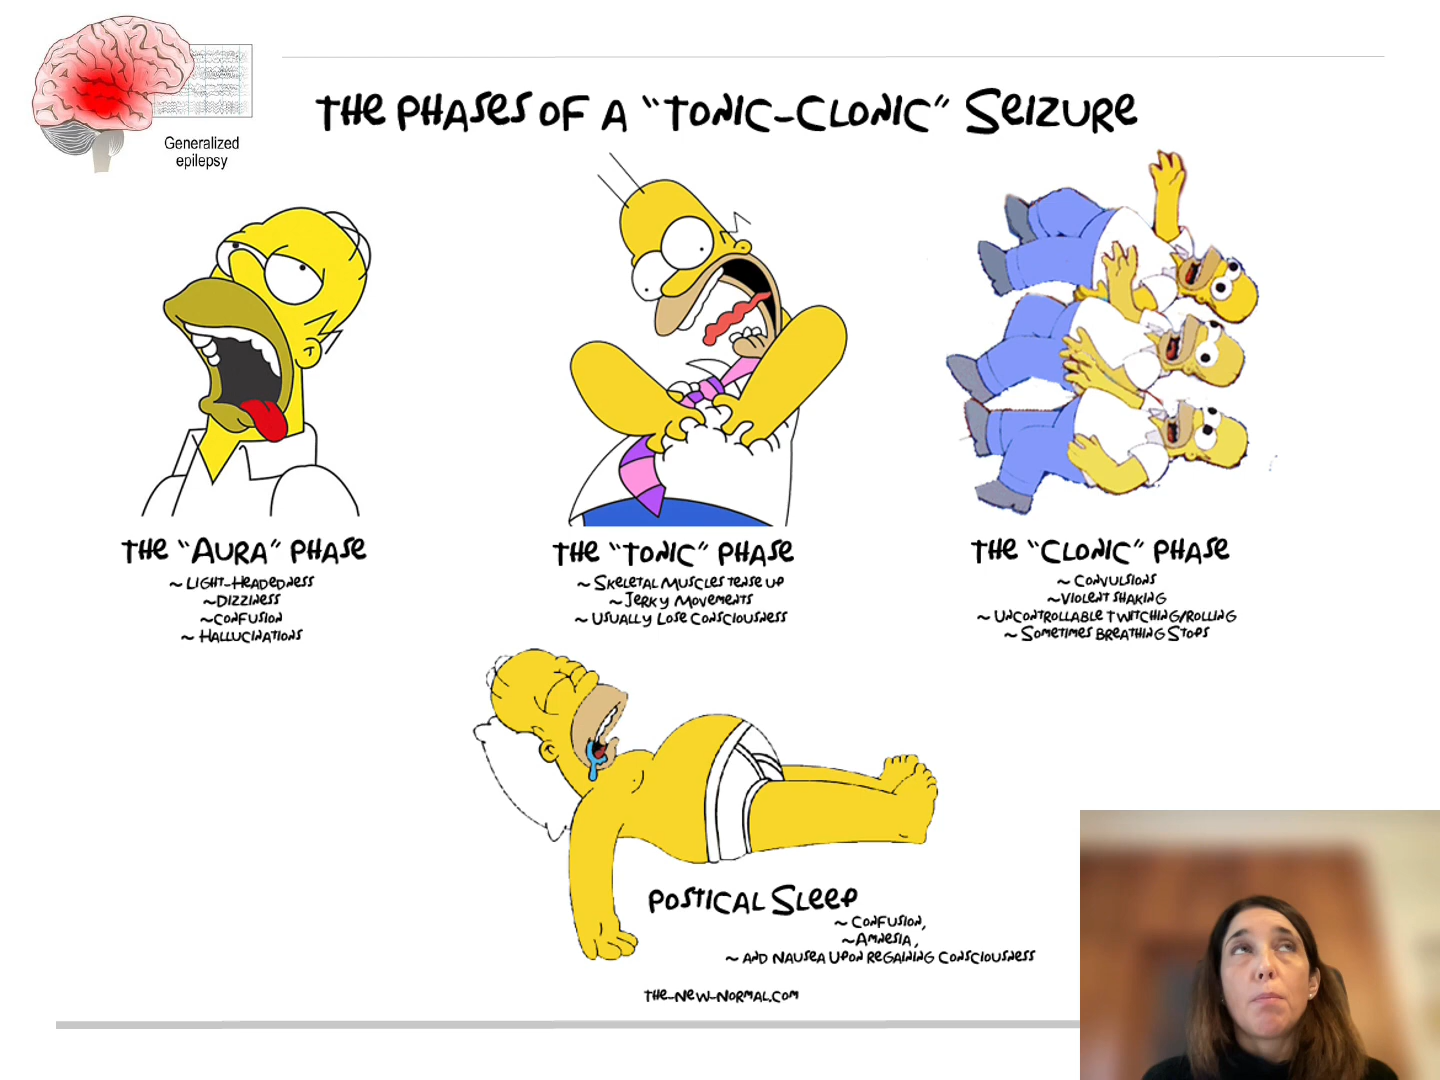 Generalized
epilepsy
THE PHASES OF A "TONIC-CLONIC" SEIZURE
THE "AURA" PHASE
~ LIGHT-HEADEDNESS
~DIZZINESS
~CONFUSION
~ HALLUCINATIONS
THE "TONIC" PHASE
~ SKELETAL MUSCLES TENSE UP
~JERKY MOVEMENTS
~ USUALLY LOSE CONSCIOUSNESS
THE "CLONIC" PHASE
~ CONVULSIONS
~VIOLENT SHAKING
~ UNCONTROLLABLE TWITCHING/ROLLING
~ SOMETIMES BREATHING STOPS
POSTICAL SLEEP
~ CONFUSION,
~AMNESIA,
~ AND NAUSEA UPON REGAINING CONSCIOUSNESS
THE-NEW-NORMAL.COM